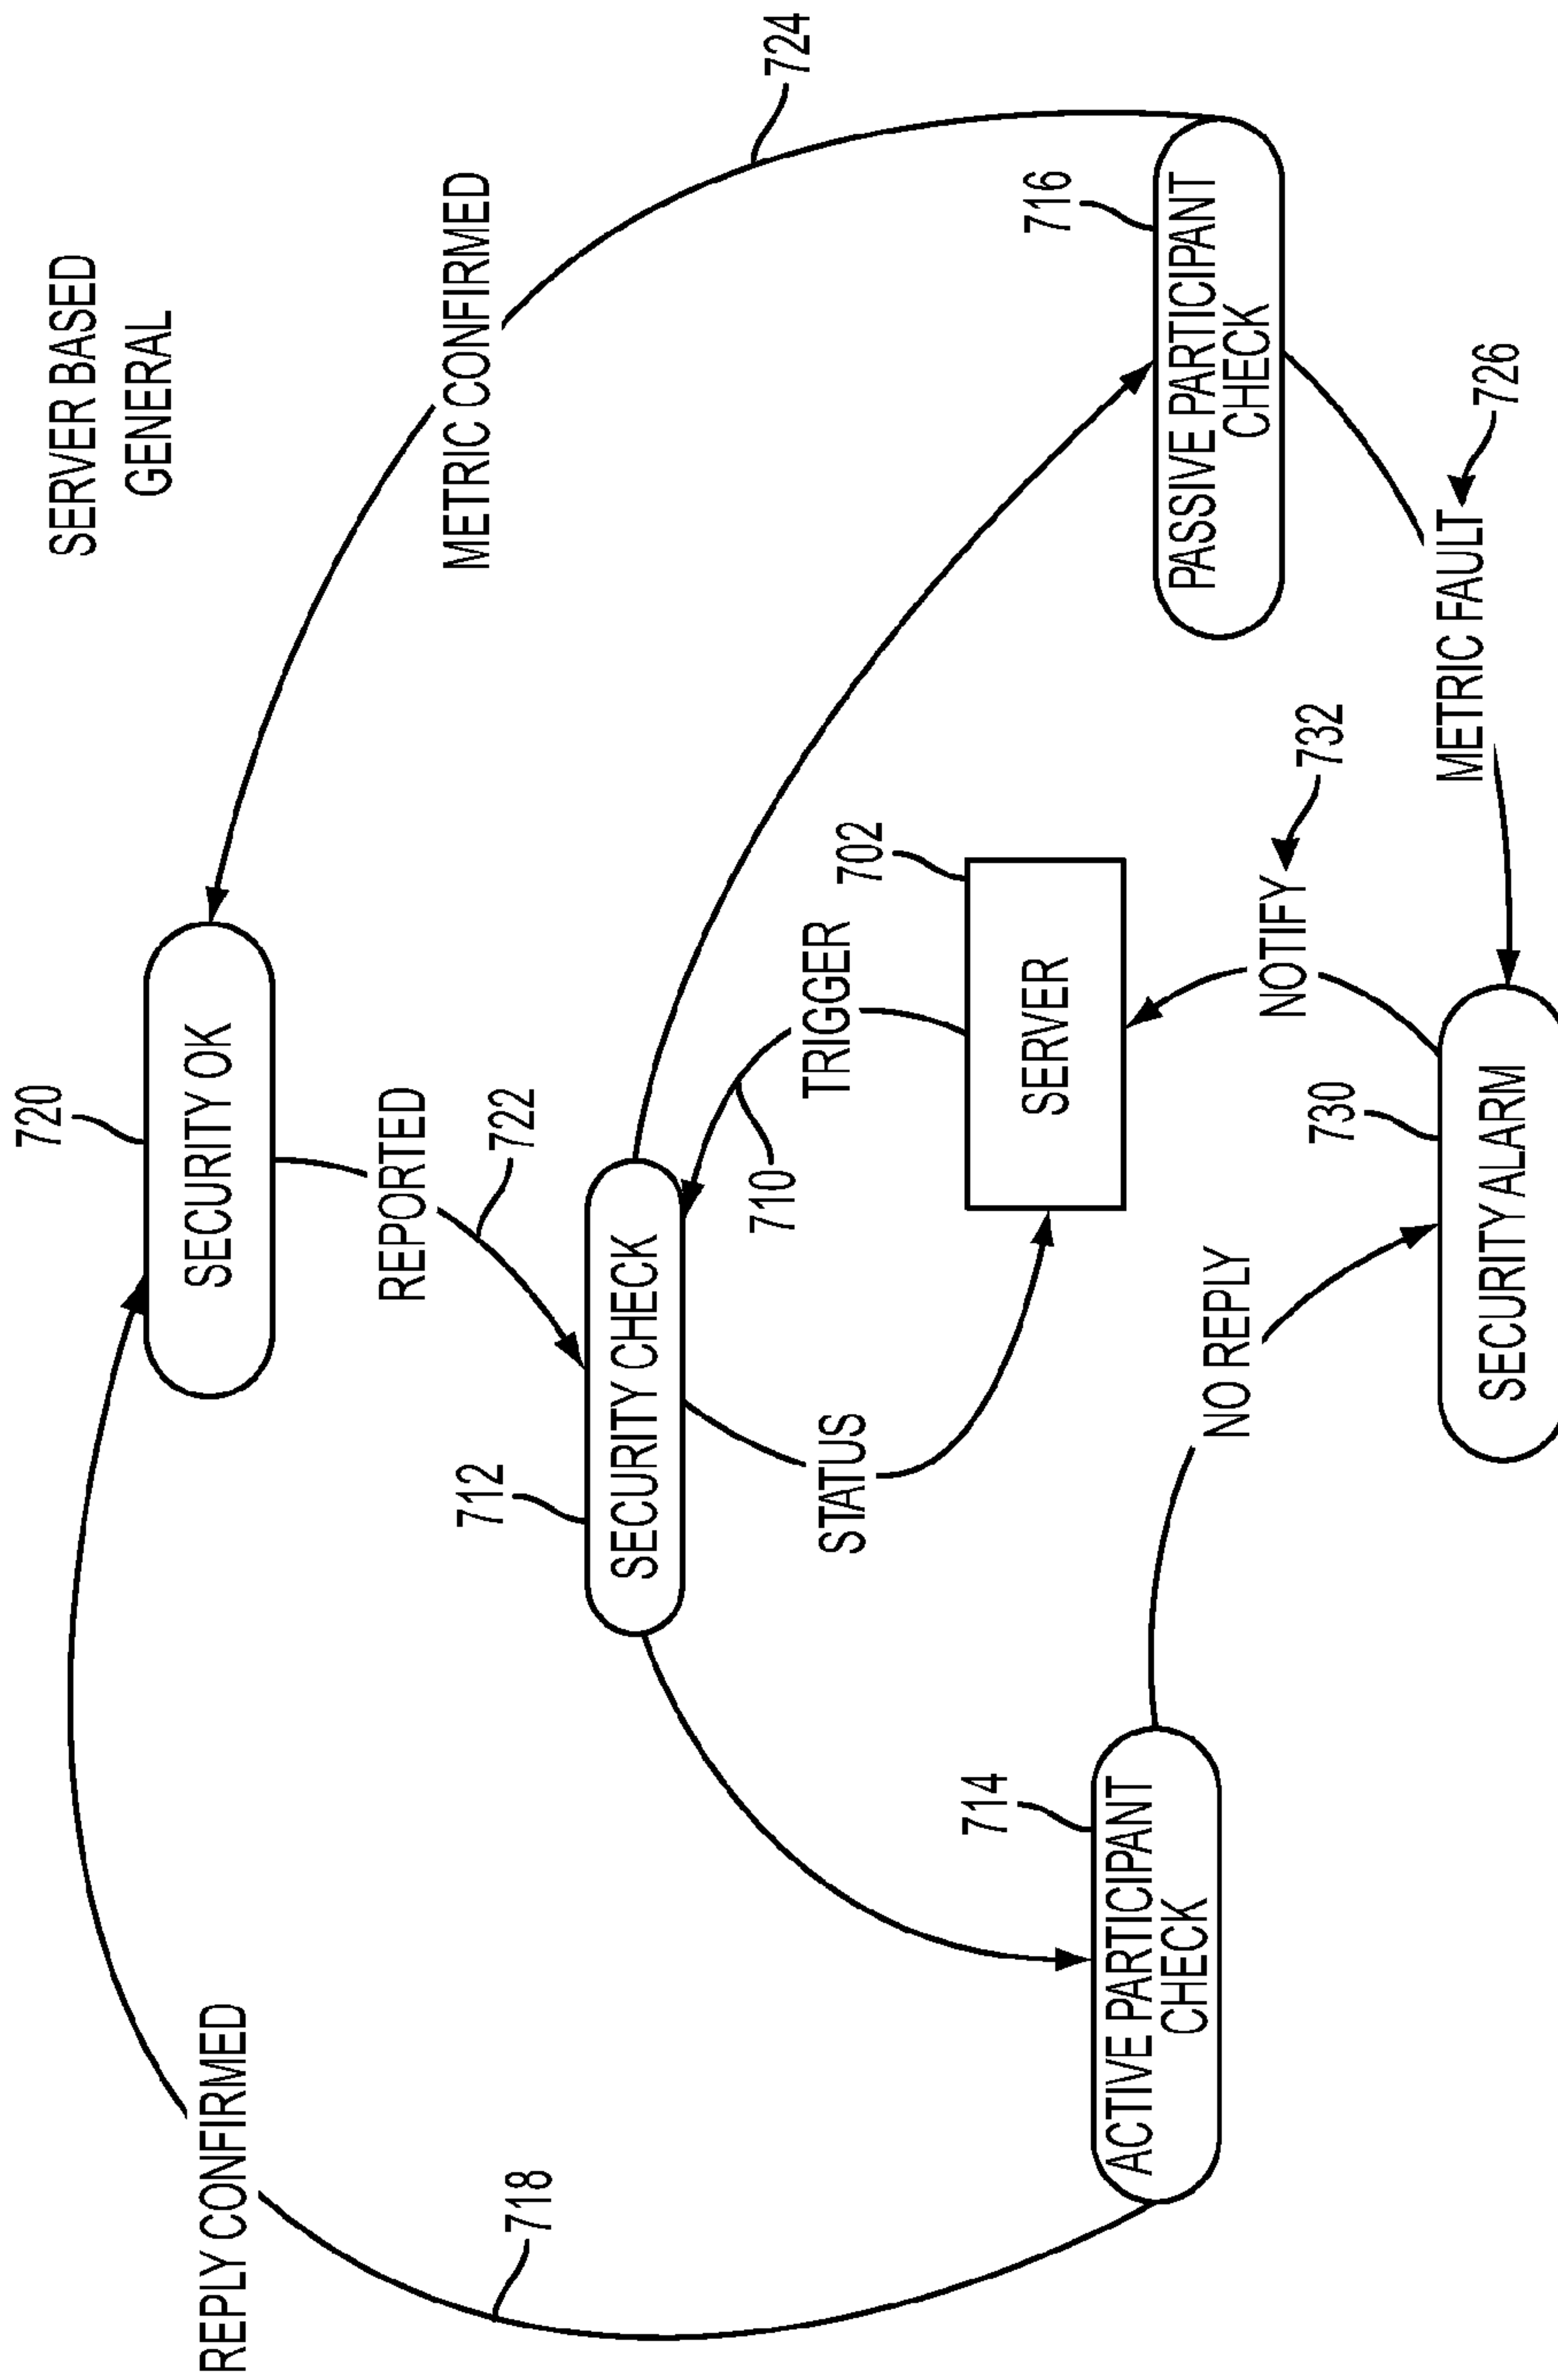 SERVER BASED
GENERAL
720
SECURITY OK
REPLY CONFIRMED
718
REPORTED
722
METRIC CONFIRMED
724
712
SECURITY CHECK
710
TRIGGER
STATUS
702
SERVER
714
ACTIVE PARTICIPANT
CHECK
716
PASSIVE PARTICIPANT
CHECK
NO REPLY
NOTIFY
732
METRIC FAULT
726
730
SECURITY ALARM